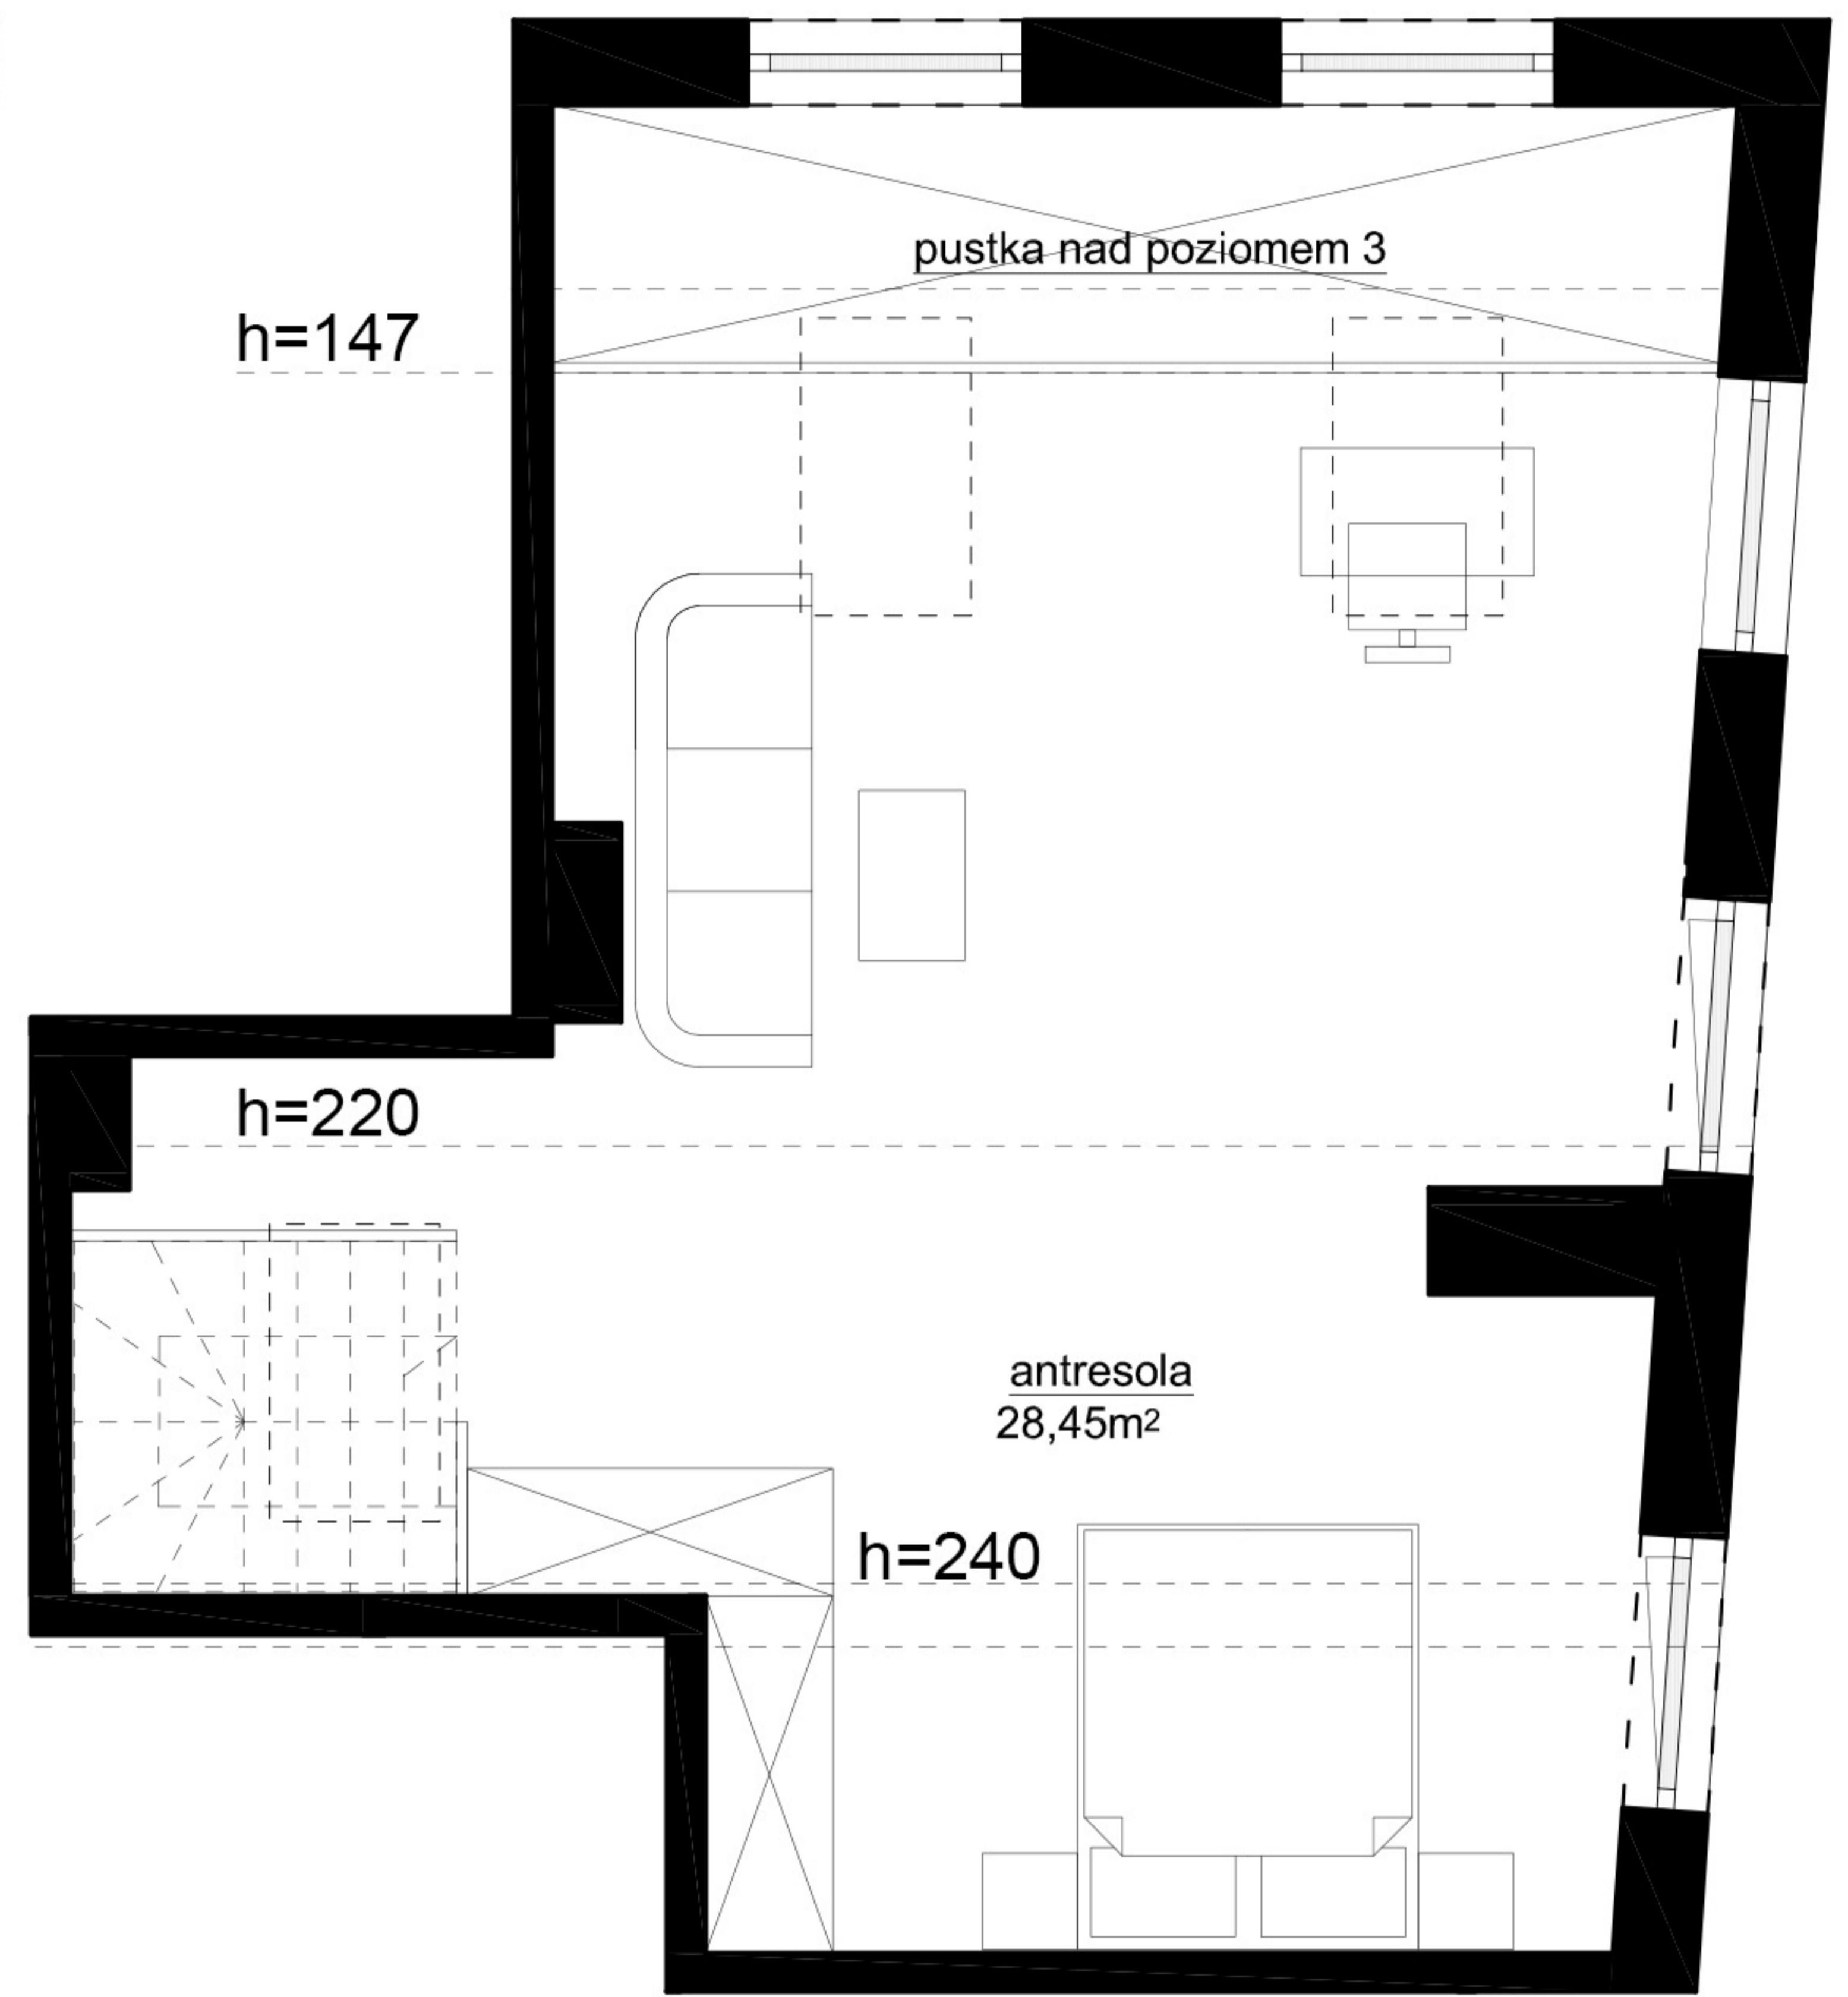 pustka nad poziomem 3
h=147
h=220
antresola
28,45m²
h=240